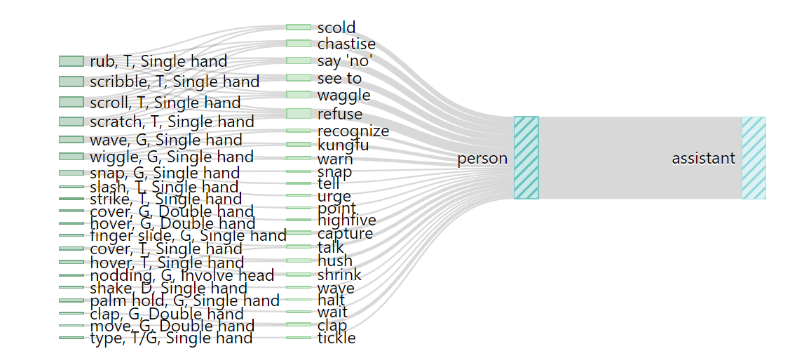 rub, T, Single hand
scribble, T, Single hand
scroll, T, Single hand
scratch, T, Single hand
wave, G, Single hand
wiggle, G, Single hand
snap, G, Single hand
slash, T, Single hand
strike, T, Single hand
cover, G, Double hand
hover, G, Double hand
finger slide, G, Single hand
cover, T, Single hand
hover, T, Single hand
nodding, G, Involve head
shake, D, Single hand
palm hold, G, Single hand
clap, G, Double hand
move, G, Double hand
type, T/G, Single hand
scold
chastise
say 'no'
see to
waggle
refuse
recognize
kungfu
warn
snap
tell
urge
point
highfive
capture
talk
hush
shrink
wave
halt
wait
clap
tickle
person
assistant